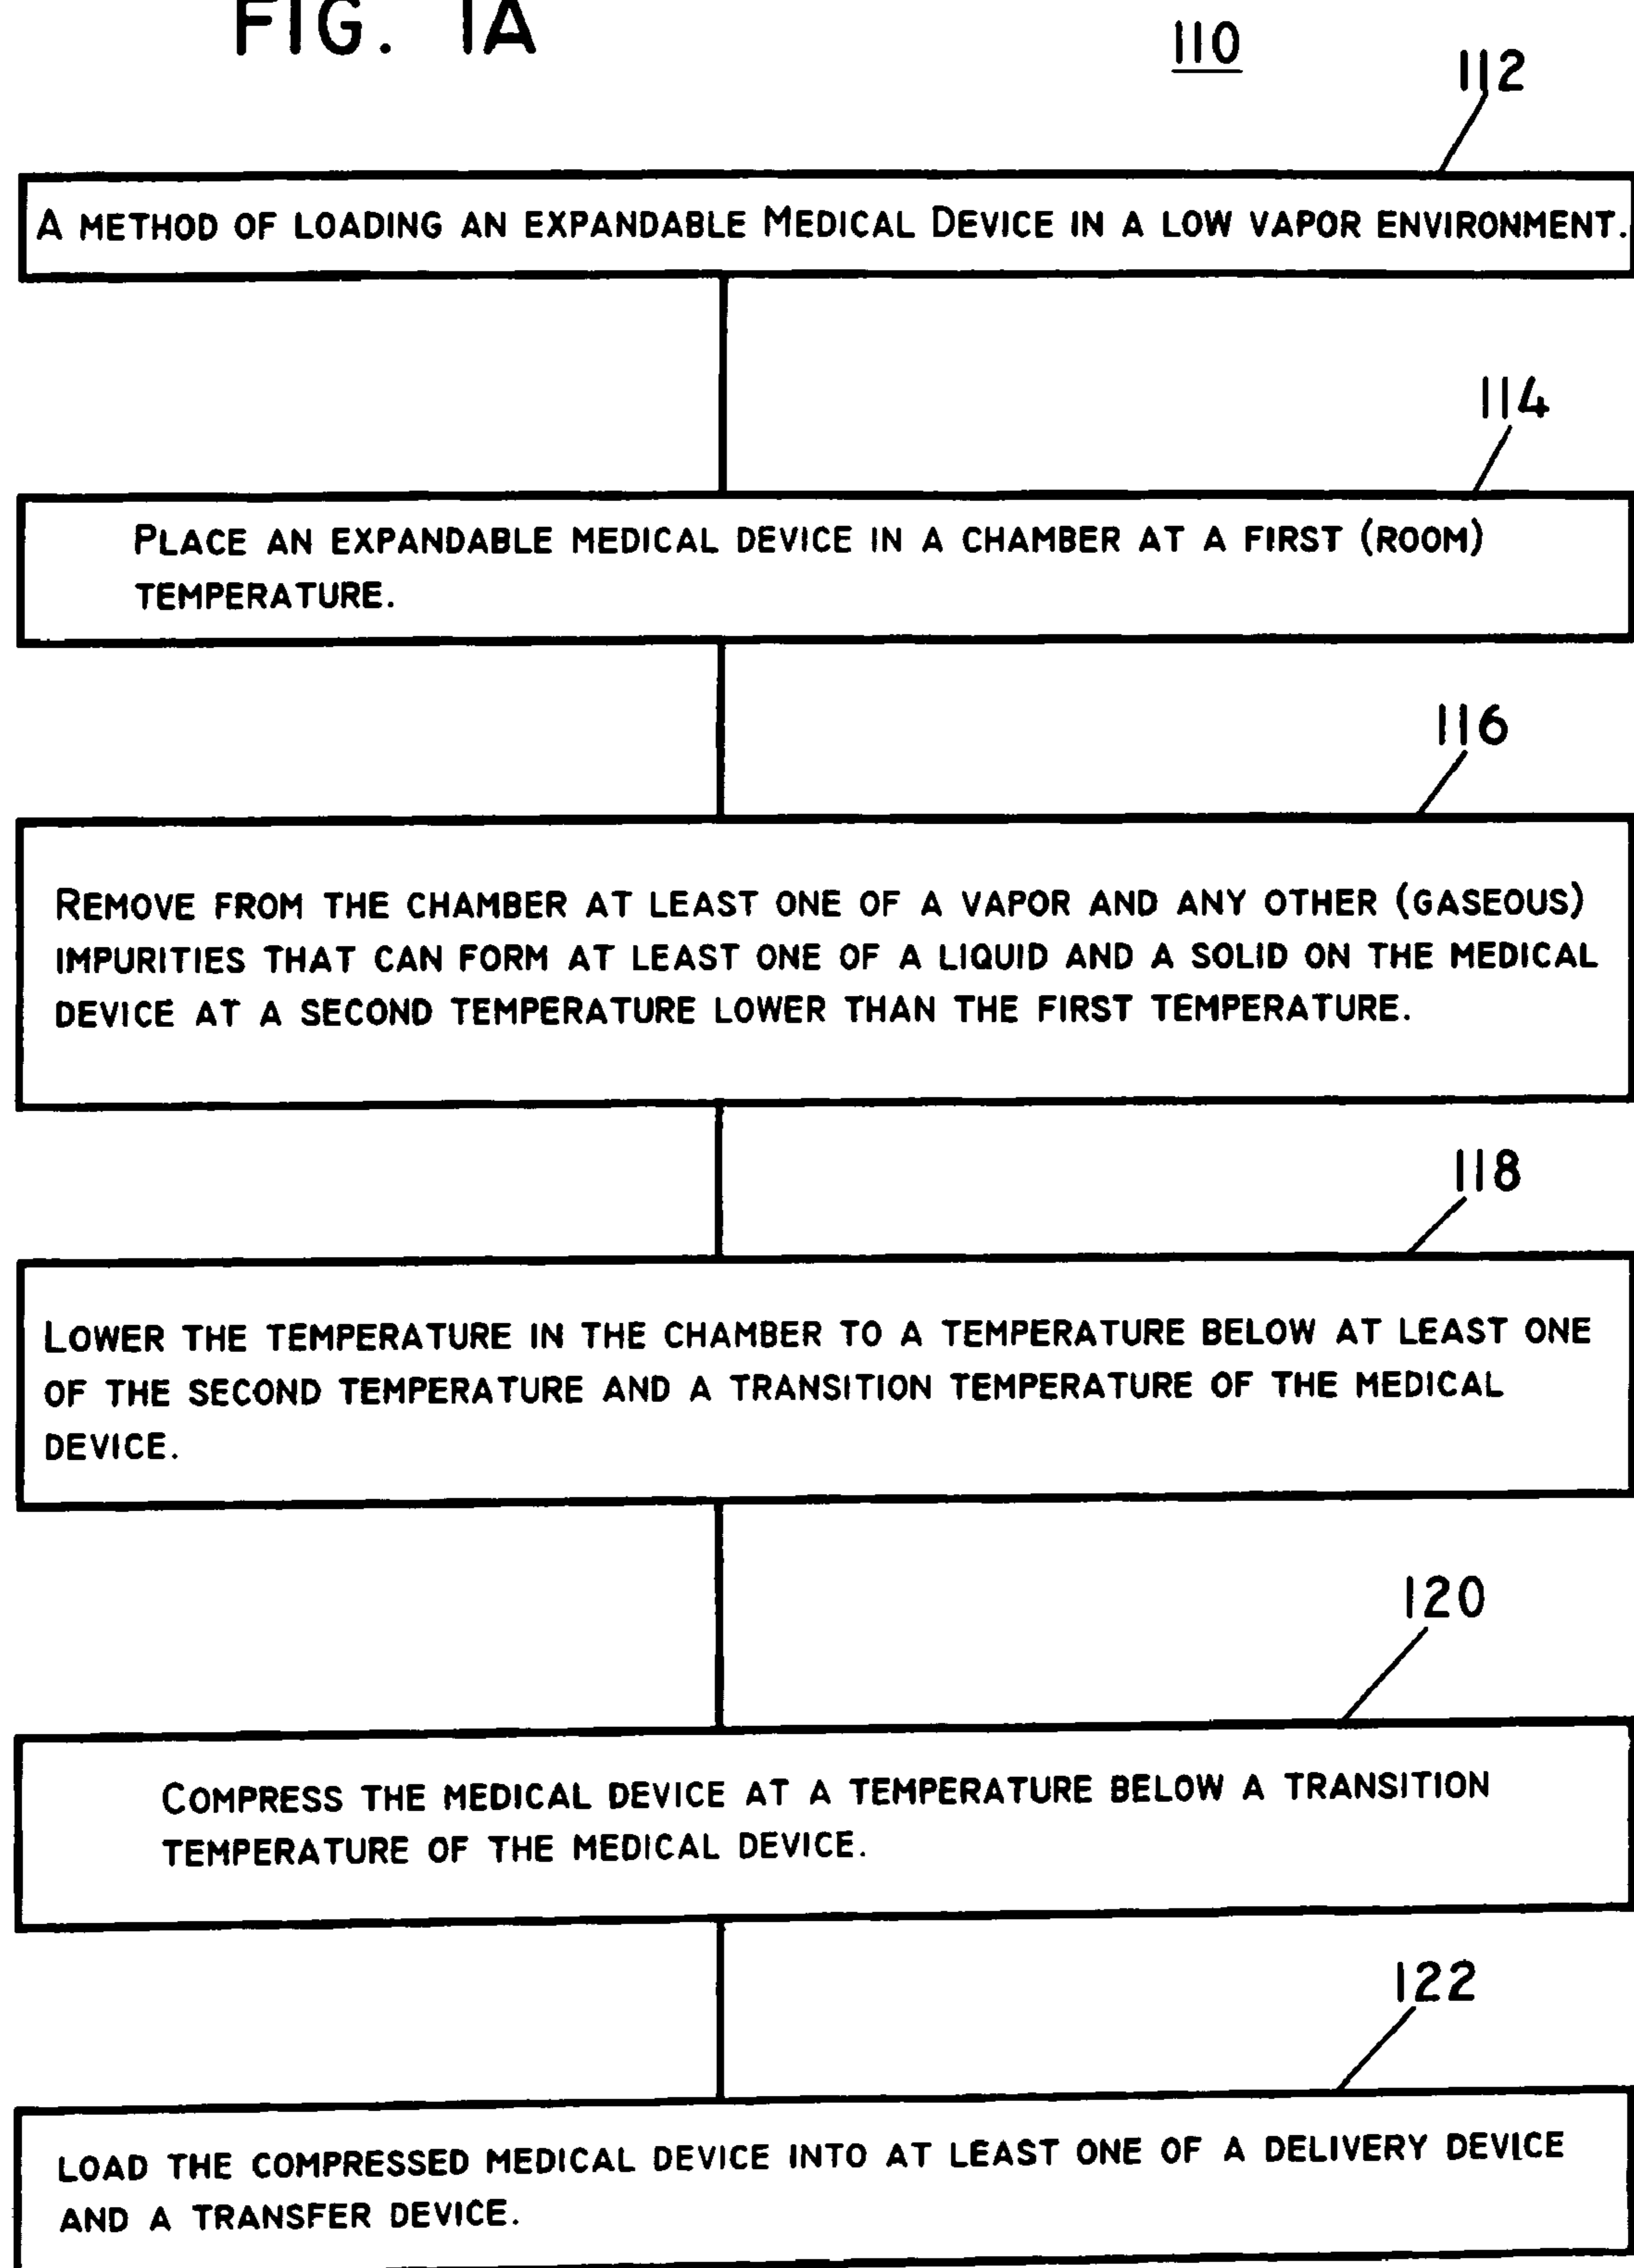 FIG. 1A
110
112
A METHOD OF LOADING AN EXPANDABLE MEDICAL DEVICE IN A LOW VAPOR ENVIRONMENT.
114
PLACE AN EXPANDABLE MEDICAL DEVICE IN A CHAMBER AT A FIRST (ROOM)
TEMPERATURE.
116
REMOVE FROM THE CHAMBER AT LEAST ONE OF A VAPOR AND ANY OTHER (GASEOUS)
IMPURITIES THAT CAN FORM AT LEAST ONE OF A LIQUID AND A SOLID ON THE MEDICAL
DEVICE AT A SECOND TEMPERATURE LOWER THAN THE FIRST TEMPERATURE.
118
LOWER THE TEMPERATURE IN THE CHAMBER TO A TEMPERATURE BELOW AT LEAST ONE
OF THE SECOND TEMPERATURE AND A TRANSITION TEMPERATURE OF THE MEDICAL
DEVICE.
120
COMPRESS THE MEDICAL DEVICE AT A TEMPERATURE BELOW A TRANSITION
TEMPERATURE OF THE MEDICAL DEVICE.
122
LOAD THE COMPRESSED MEDICAL DEVICE INTO AT LEAST ONE OF A DELIVERY DEVICE
AND A TRANSFER DEVICE.